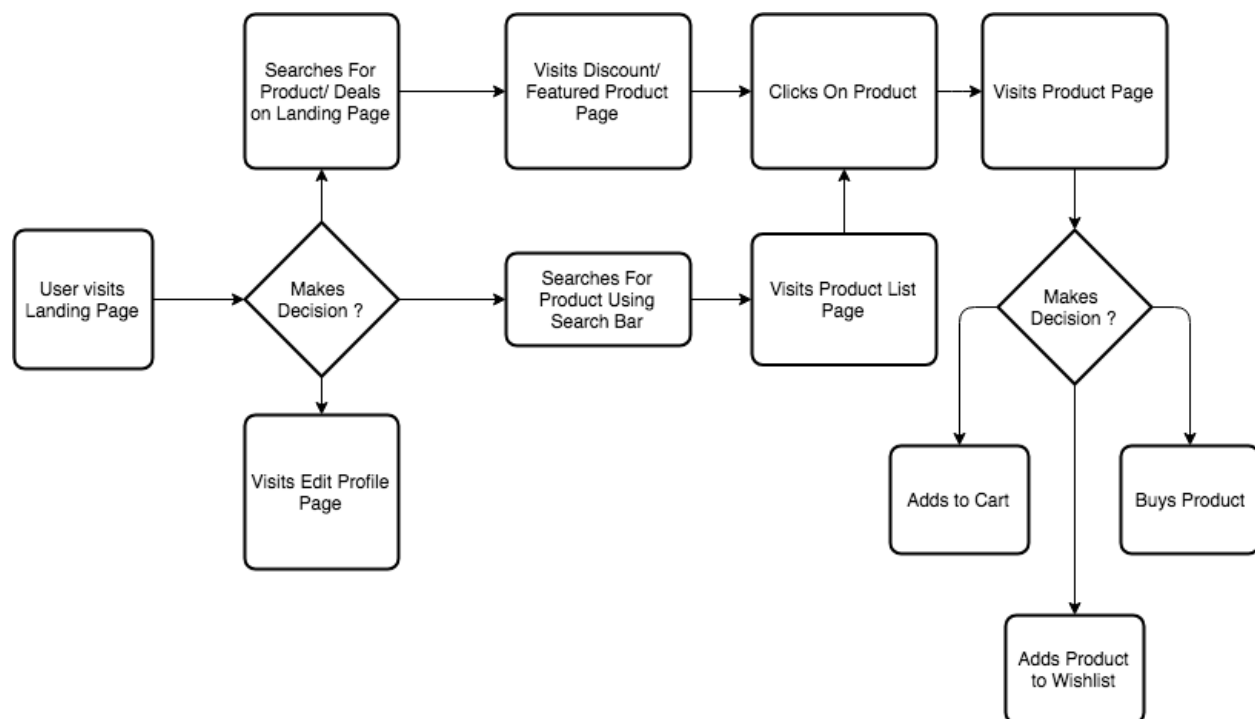 Searches For
Product/ Deals
on Landing Page
Visits Discount/
Featured Product
Page
Clicks On Product
Visits Product Page
User visits
Landing Page
Makes
Decision ?
Searches For
Product Using
Search Bar
Visits Product List
Page
Makes
Decision ?
Visits Edit Profile
Page
Adds to Cart
Buys Product
Adds Product
to Wishlist